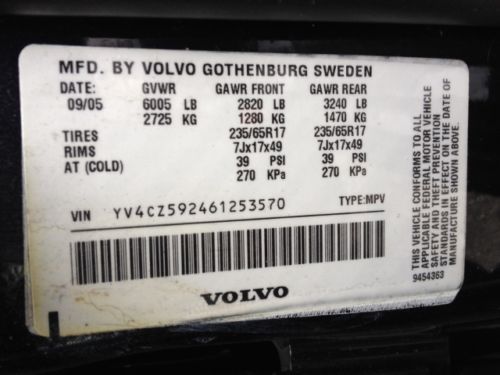 MFD. BY VOLVO GOTHENBURG SWEDEN
DATE: GVWR GAWR FRONT GAWR REAR
09/05 6005 LB 2820 LB 3240 LB
2725 KG 1280 KG 1470 KG
TIRES 235/65R17 235/65R17
RIMS 7Jx17x49 7Jx17x49
AT (COLD) 39 PSI 39 PSI
270 KPa 270 KPa
VIN YV4CZ592461253570 TYPE:MPV
VOLVO
THIS VEHICLE CONFORMS TO ALL
APPLICABLE FEDERAL MOTOR VEHICLE
SAFETY AND THEFT PREVENTION
STANDARDS IN EFFECT ON THE DATE OF
MANUFACTURE SHOWN ABOVE.
9454363